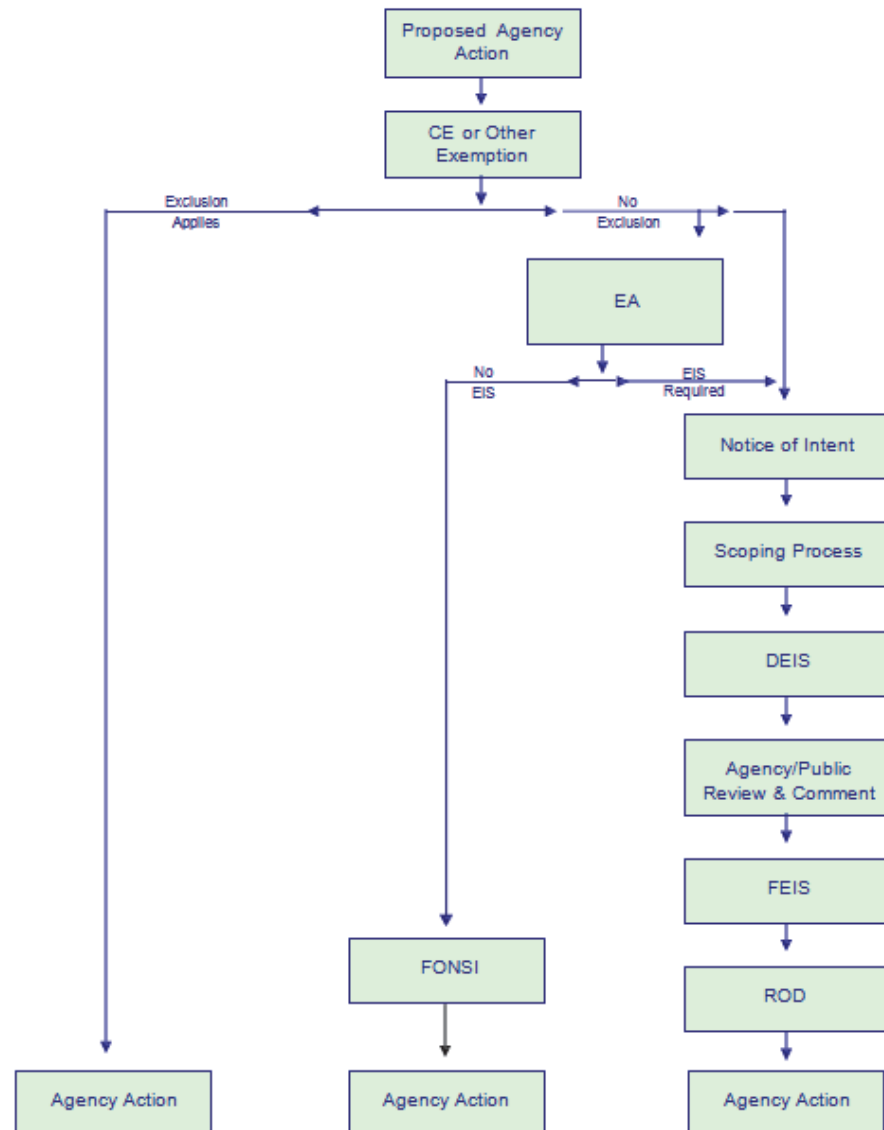 Proposed Agency
Action
CE or Other
Exemption
Exclusion
Applies
No
Exclusion
EA
No
EIS
EIS
Required
Notice of Intent
Scoping Process
DEIS
Agency/Public
Review & Comment
FEIS
FONSI
ROD
Agency Action
Agency Action
Agency Action